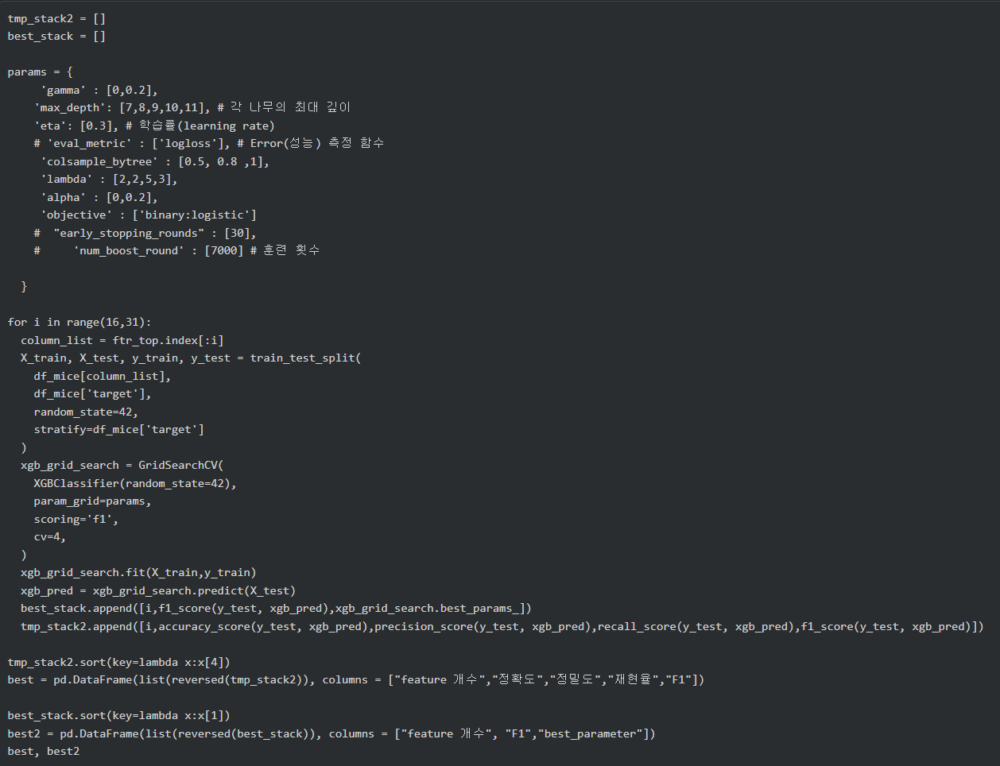 tmp_stack2 = []
best_stack = []
params = {
'gamma' : [0,0.2],
'max_depth': [7,8,9,10,11], # 각 나무의 최대 깊이
'eta': [0.3], # 학습률(learning rate)
# 'eval_metric' : ['logloss'], # Error(성능) 측정 함수
'colsample_bytree' : [0.5, 0.8 ,1],
'lambda' : [2,2,5,3],
'alpha' : [0,0.2],
'objective' : ['binary:logistic']
#  "early_stopping_rounds" : [30],
#     'num_boost_round' : [7000] # 훈련 횟수
}
for i in range(16,31):
column_list = ftr_top.index[:i]
X_train, X_test, y_train, y_test = train_test_split(
df_mice[column_list],
df_mice['target'],
random_state=42,
stratify=df_mice['target']
)
xgb_grid_search = GridSearchCV(
XGBClassifier(random_state=42),
param_grid=params,
scoring='f1',
cv=4,
)
xgb_grid_search.fit(X_train,y_train)
xgb_pred = xgb_grid_search.predict(X_test)
best_stack.append([i,f1_score(y_test, xgb_pred),xgb_grid_search.best_params_])
tmp_stack2.append([i,accuracy_score(y_test, xgb_pred),precision_score(y_test, xgb_pred),recall_score(y_test, xgb_pred),f1_score(y_test, xgb_pred)])
tmp_stack2.sort(key=lambda x:x[4])
best = pd.DataFrame(list(reversed(tmp_stack2)), columns = ["feature 개수","정확도","정밀도","재현율","F1"])
best_stack.sort(key=lambda x:x[1])
best2 = pd.DataFrame(list(reversed(best_stack)), columns = ["feature 개수", "F1","best_parameter"])
best, best2